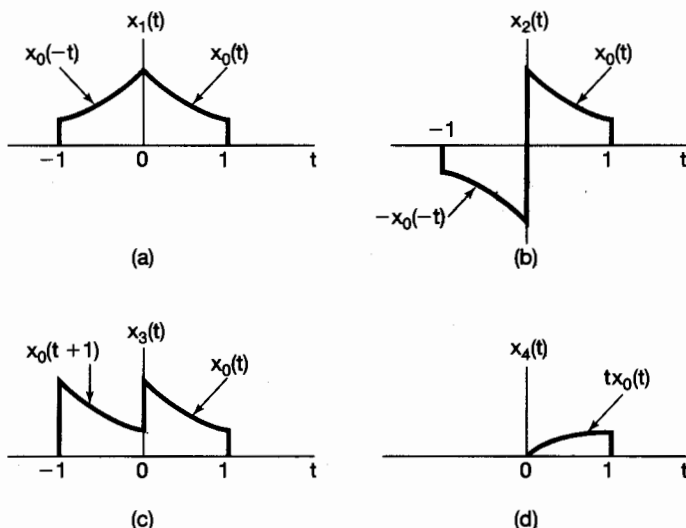 x₁(t)
x₀(-t)
x₀(t)
−1
0
1
t
(a)
x₂(t)
x₀(t)
−1
0
1
t
−x₀(-t)
(b)
x₃(t)
x₀(t + 1)
x₀(t)
−1
0
1
t
(c)
x₄(t)
tx₀(t)
0
1
t
(d)